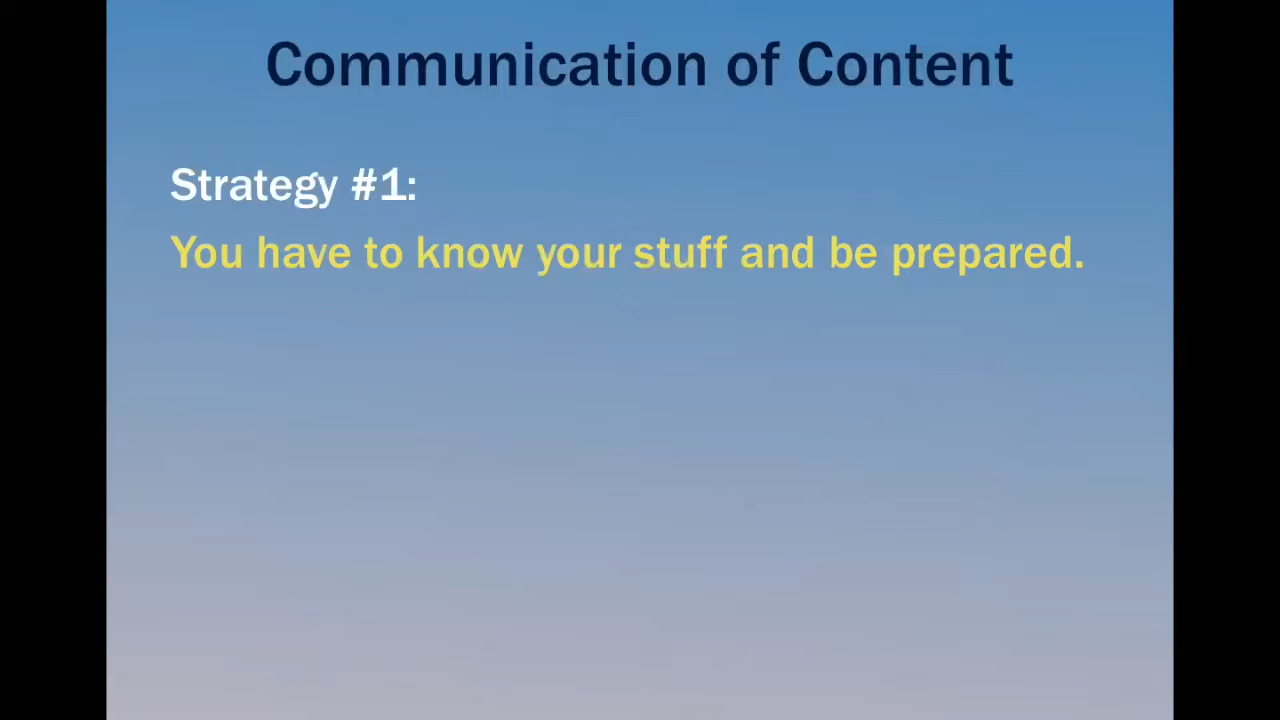 Communication of Content
Strategy #1:
You have to know your stuff and be prepared.